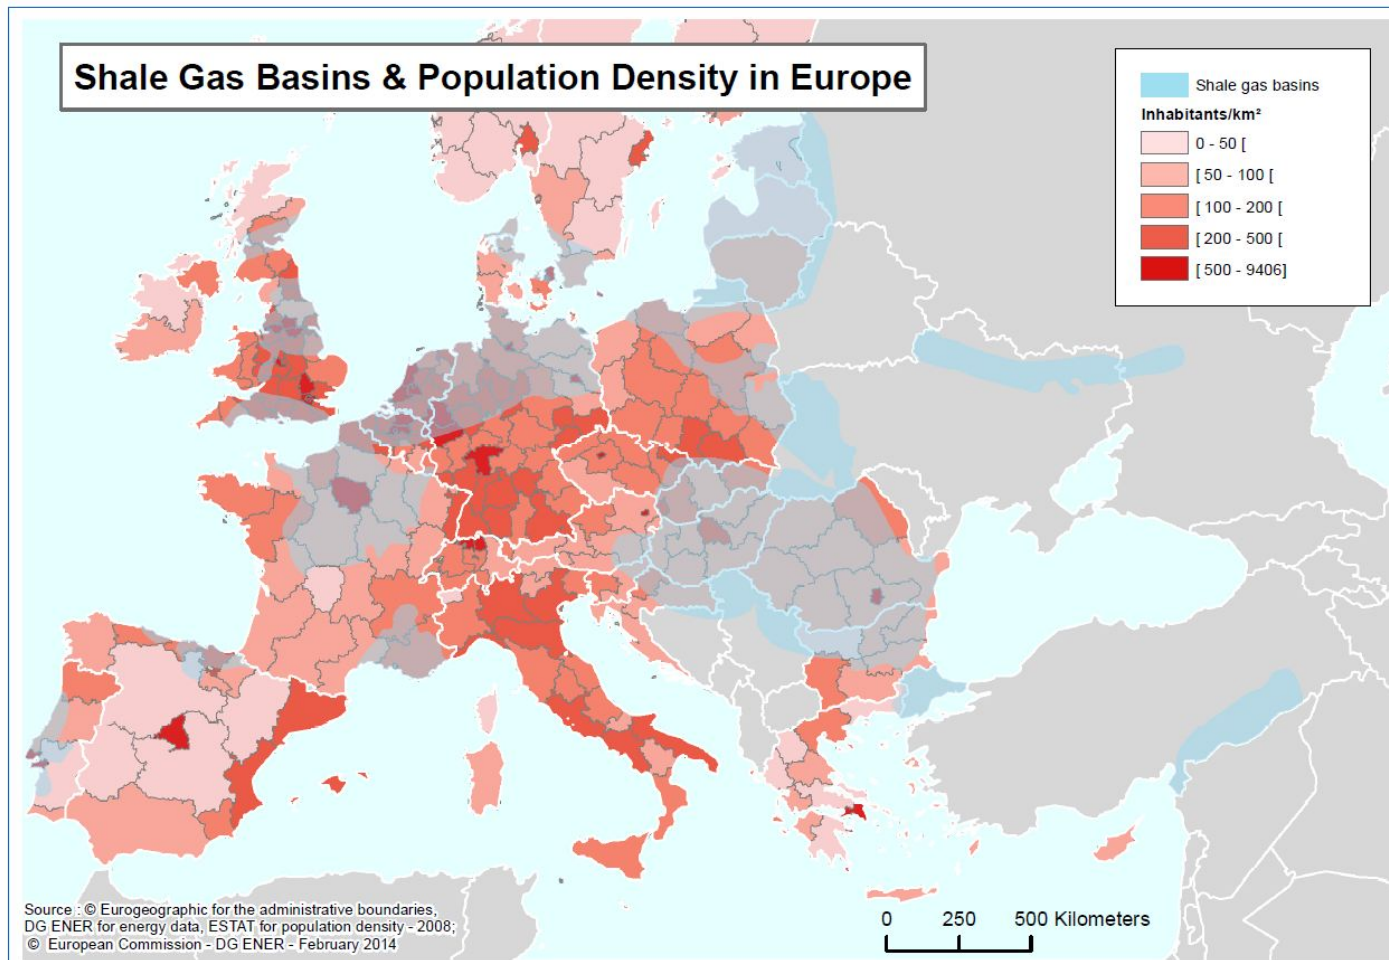 Shale Gas Basins & Population Density in Europe
Shale gas basins
Inhabitants/km²
0 - 50 [
[ 50 - 100 [
[ 100 - 200 [
[ 200 - 500 [
[ 500 - 9406]
Source : © Eurogeographic for the administrative boundaries,
DG ENER for energy data, ESTAT for population density - 2008;
© European Commission - DG ENER - February 2014
0 250 500 Kilometers